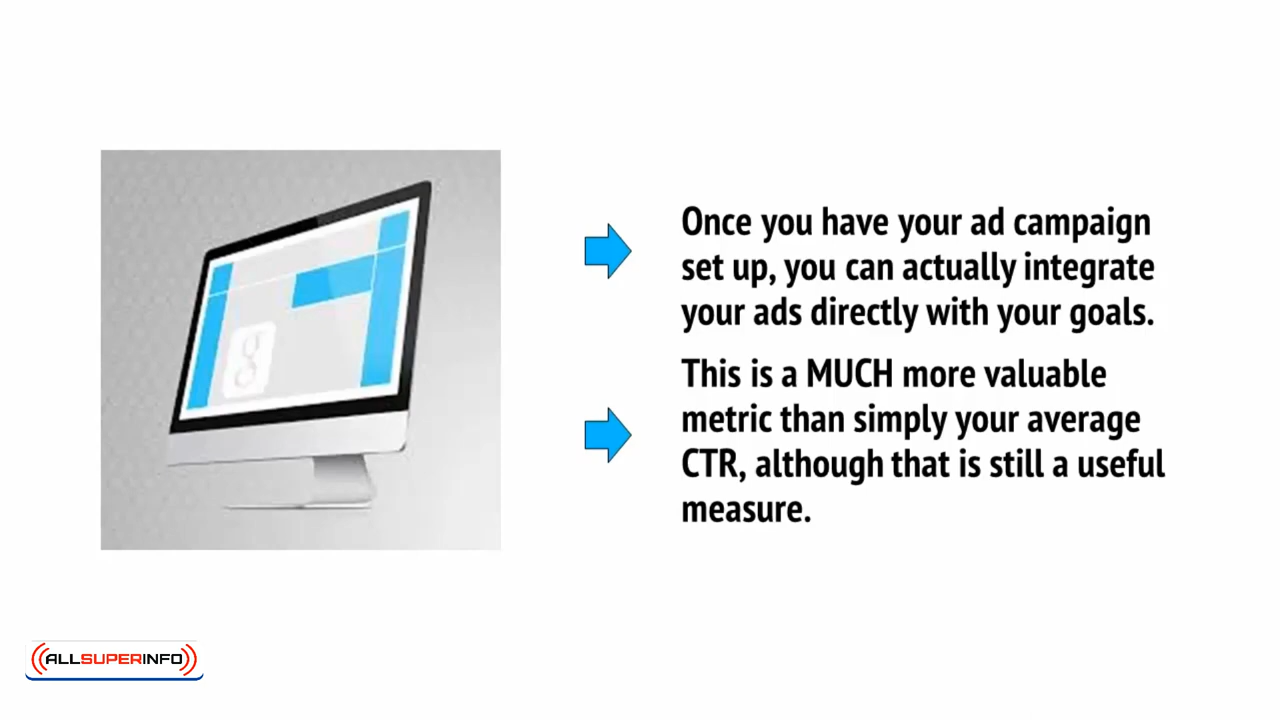 Once you have your ad campaign
set up, you can actually integrate
your ads directly with your goals.
This is a MUCH more valuable
metric than simply your average
CTR, although that is still a useful
measure.
g
ALLSUPERINFO